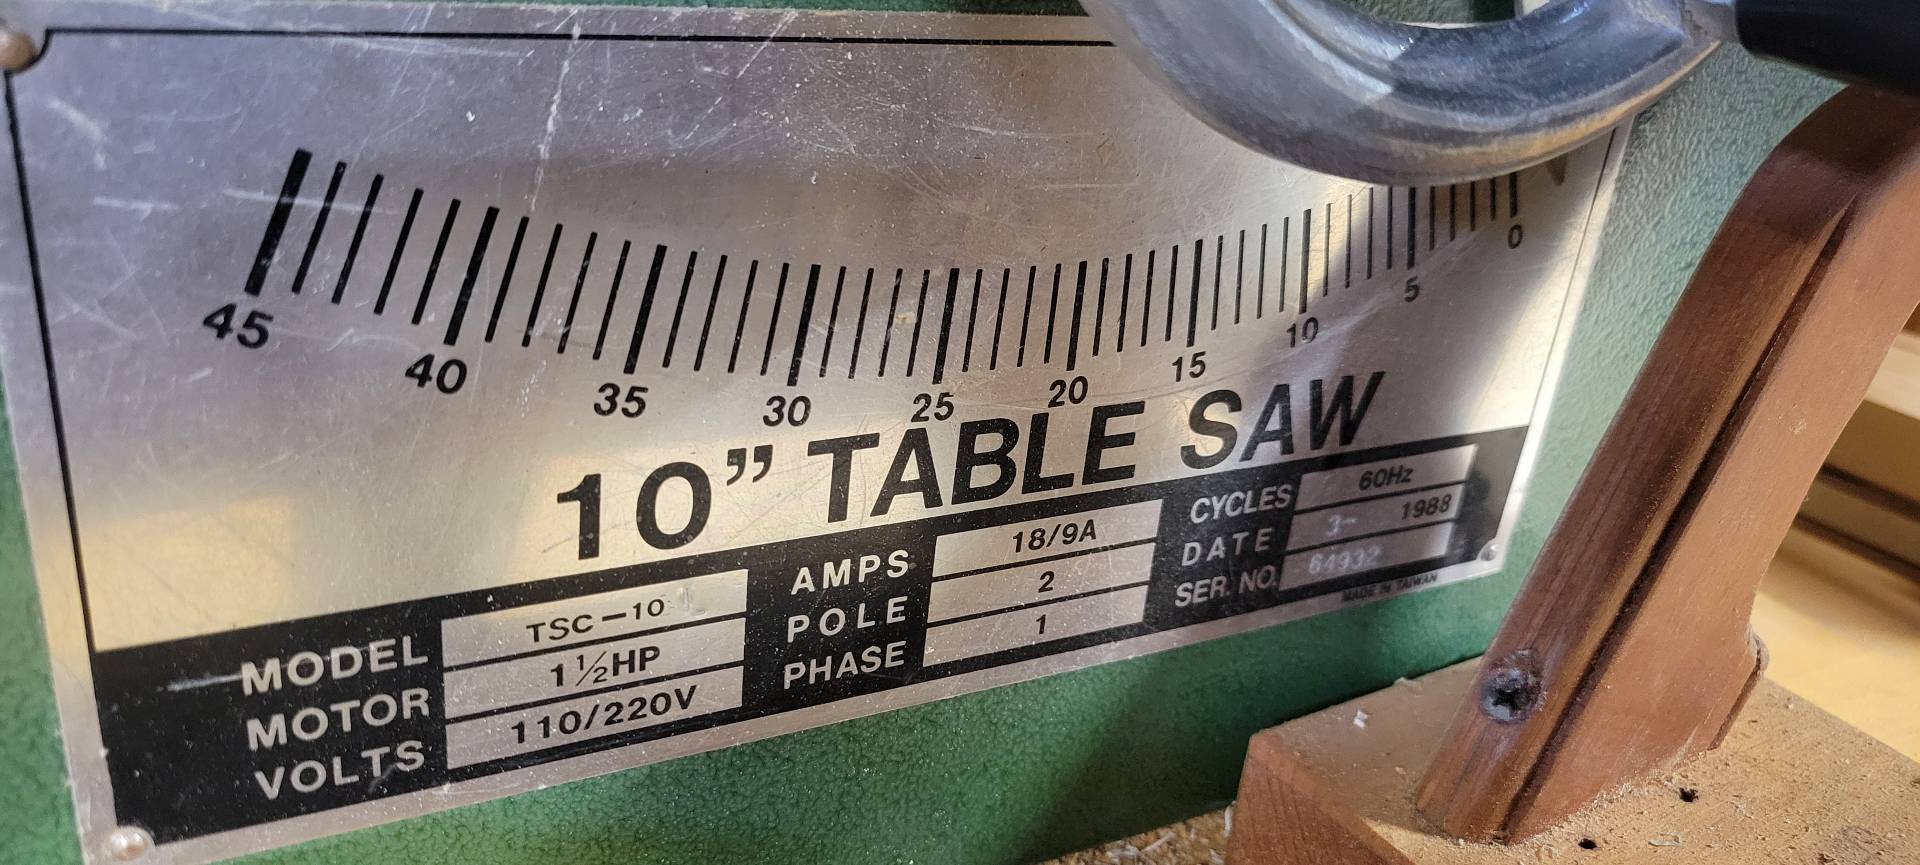 45 40 35 30 25 20 15 10 5 0
10” TABLE SAW
MODEL TSC-10 L
MOTOR 1½HP
VOLTS 110/220V
AMPS 18/9A
POLE 2
PHASE 1
CYCLES 60Hz
DATE 3- 1988
SER. NO. 64932
MADE IN TAIWAN